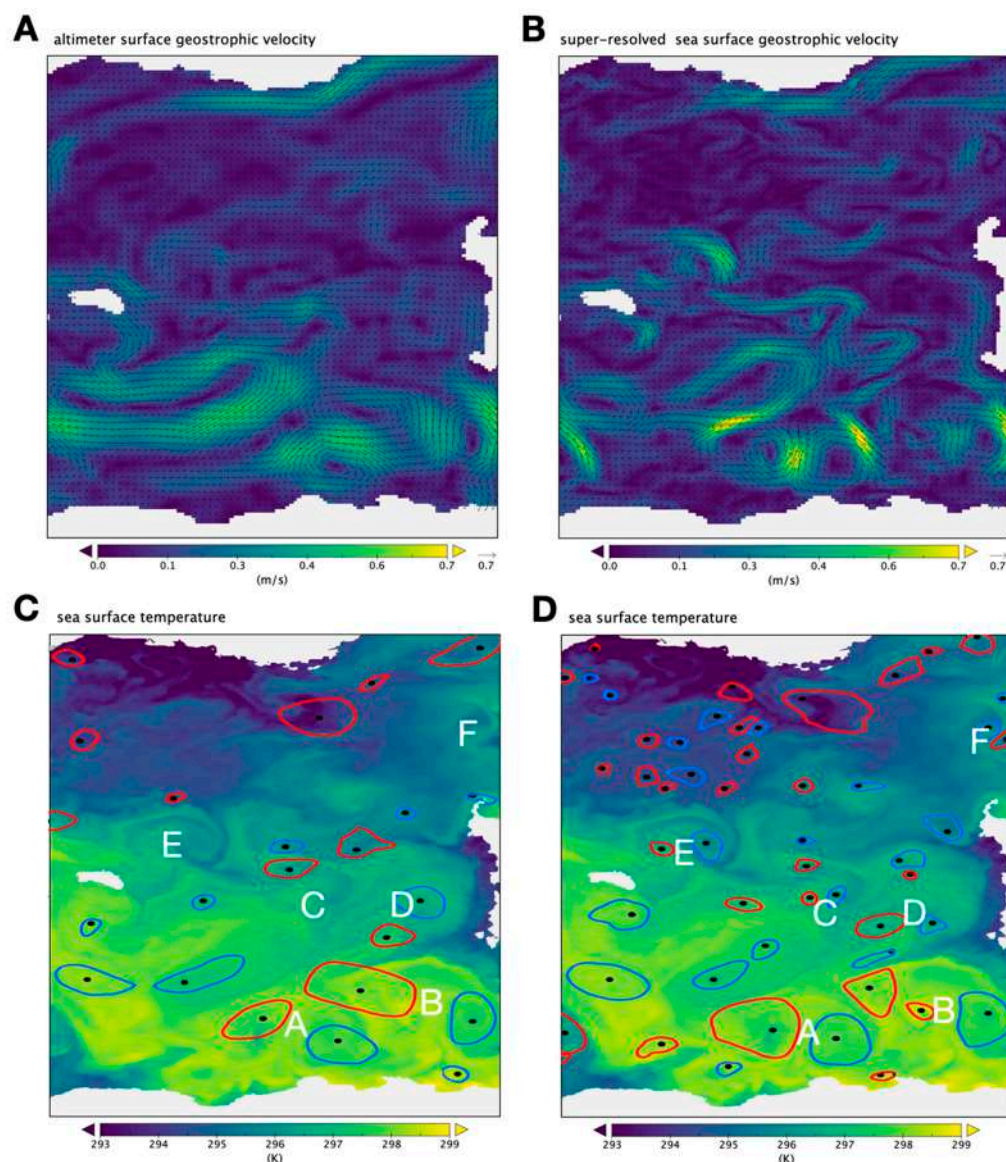 A altimeter surface geostrophic velocity
B super-resolved sea surface geostrophic velocity
0.0 0.1 0.3 0.4 0.6 0.7 0.7
(m/s)
0.0 0.1 0.3 0.4 0.6 0.7 0.7
(m/s)
C sea surface temperature
D sea surface temperature
F
E
C
D
B
A
F
E
C
D
B
A
293 294 295 296 297 298 299
(K)
293 294 295 296 297 298 299
(K)